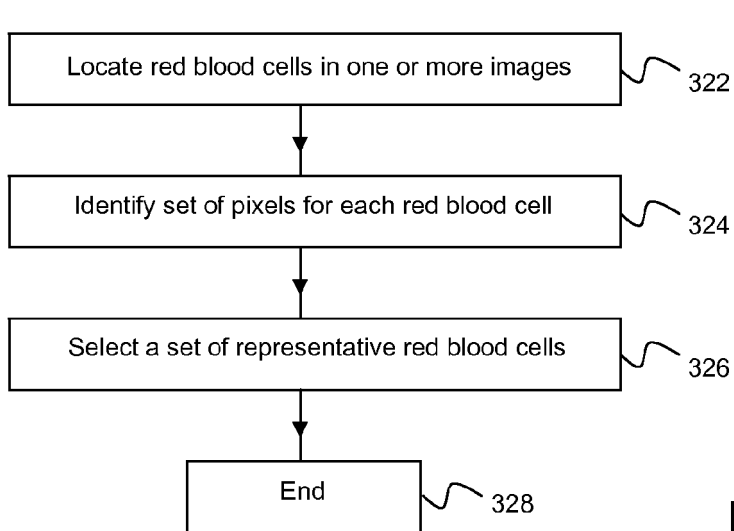 Locate red blood cells in one or more images
322
Identify set of pixels for each red blood cell
324
Select a set of representative red blood cells
326
End
328